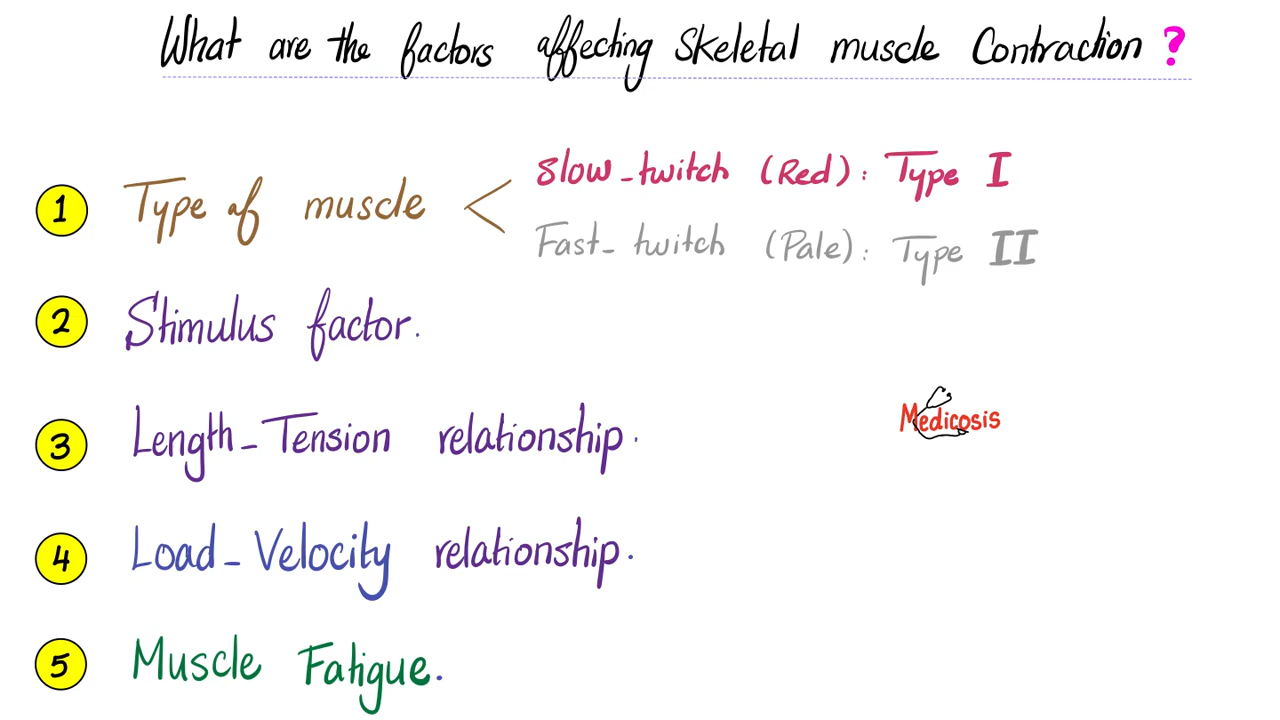 What are the factors affecting skeletal muscle Contraction ?
1 Type of muscle < Slow-twitch (Red): Type I
Fast-twitch (Pale): Type II
2 Stimulus factor.
3 Length-Tension relationship.
Medicosis
4 Load-Velocity relationship.
5 Muscle Fatigue.